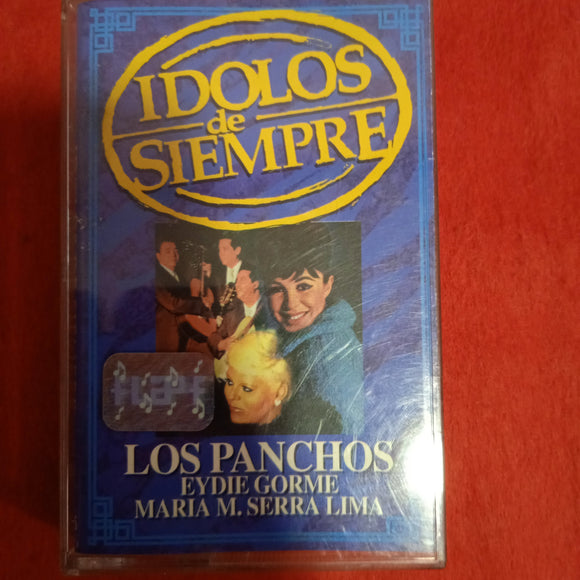 IDOLOS
de
SIEMPRE
LOS PANCHOS
EYDIE GORME
MARIA M. SERRA LIMA